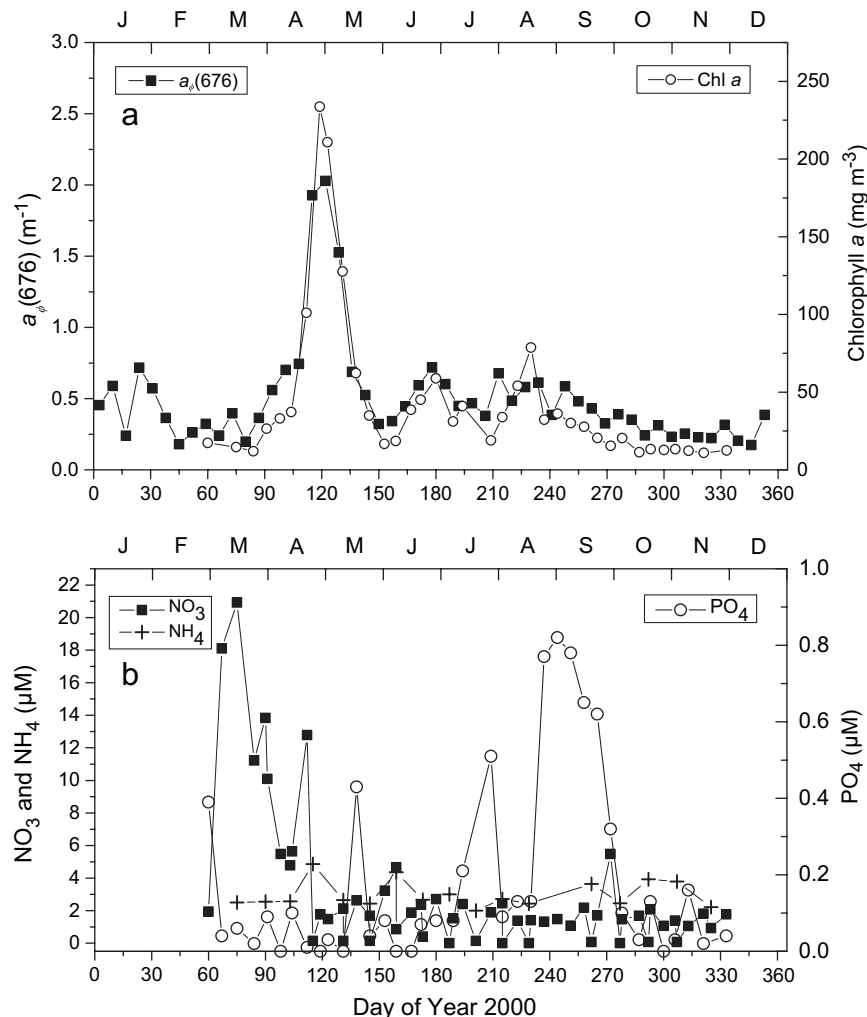 J F M A M J J A S O N D
3.0
2.5
2.0
1.5
1.0
0.5
0.0
aϕ(676) (m-1)
aϕ(676)
Chl a
a
250
200
150
100
50
0
Chlorophyll a (mg m-3)
0 30 60 90 120 150 180 210 240 270 300 330 360
J F M A M J J A S O N D
22
20
18
16
14
12
10
8
6
4
2
0
NO3 and NH4 (µM)
NO3
NH4
PO4
b
1.0
0.8
0.6
0.4
0.2
0.0
PO4 (µM)
0 30 60 90 120 150 180 210 240 270 300 330 360
Day of Year 2000